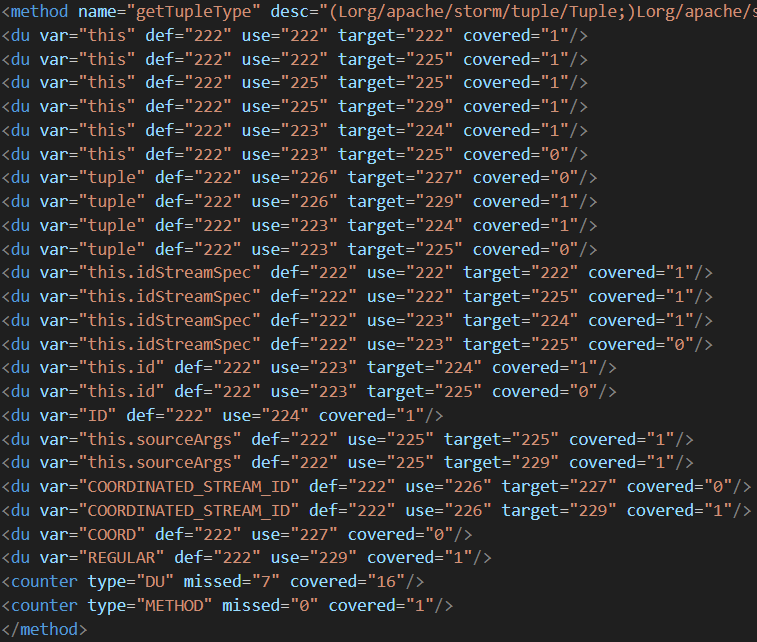 <method name="getTupleType" desc="(Lorg/apache/storm/tuple/Tuple;)Lorg/apache/s
<du var="this" def="222" use="222" target="222" covered="1"/>
<du var="this" def="222" use="222" target="225" covered="1"/>
<du var="this" def="222" use="225" target="225" covered="1"/>
<du var="this" def="222" use="225" target="229" covered="1"/>
<du var="this" def="222" use="223" target="224" covered="1"/>
<du var="this" def="222" use="223" target="225" covered="0"/>
<du var="tuple" def="222" use="226" target="227" covered="0"/>
<du var="tuple" def="222" use="226" target="229" covered="1"/>
<du var="tuple" def="222" use="223" target="224" covered="1"/>
<du var="tuple" def="222" use="223" target="225" covered="0"/>
<du var="this.idStreamSpec" def="222" use="222" target="222" covered="1"/>
<du var="this.idStreamSpec" def="222" use="222" target="225" covered="1"/>
<du var="this.idStreamSpec" def="222" use="223" target="224" covered="1"/>
<du var="this.idStreamSpec" def="222" use="223" target="225" covered="0"/>
<du var="this.id" def="222" use="223" target="224" covered="1"/>
<du var="this.id" def="222" use="223" target="225" covered="0"/>
<du var="ID" def="222" use="224" covered="1"/>
<du var="this.sourceArgs" def="222" use="225" target="225" covered="1"/>
<du var="this.sourceArgs" def="222" use="225" target="229" covered="1"/>
<du var="COORDINATED_STREAM_ID" def="222" use="226" target="227" covered="0"/>
<du var="COORDINATED_STREAM_ID" def="222" use="226" target="229" covered="1"/>
<du var="COORD" def="222" use="227" covered="0"/>
<du var="REGULAR" def="222" use="229" covered="1"/>
<counter type="DU" missed="7" covered="16"/>
<counter type="METHOD" missed="0" covered="1"/>
</method>